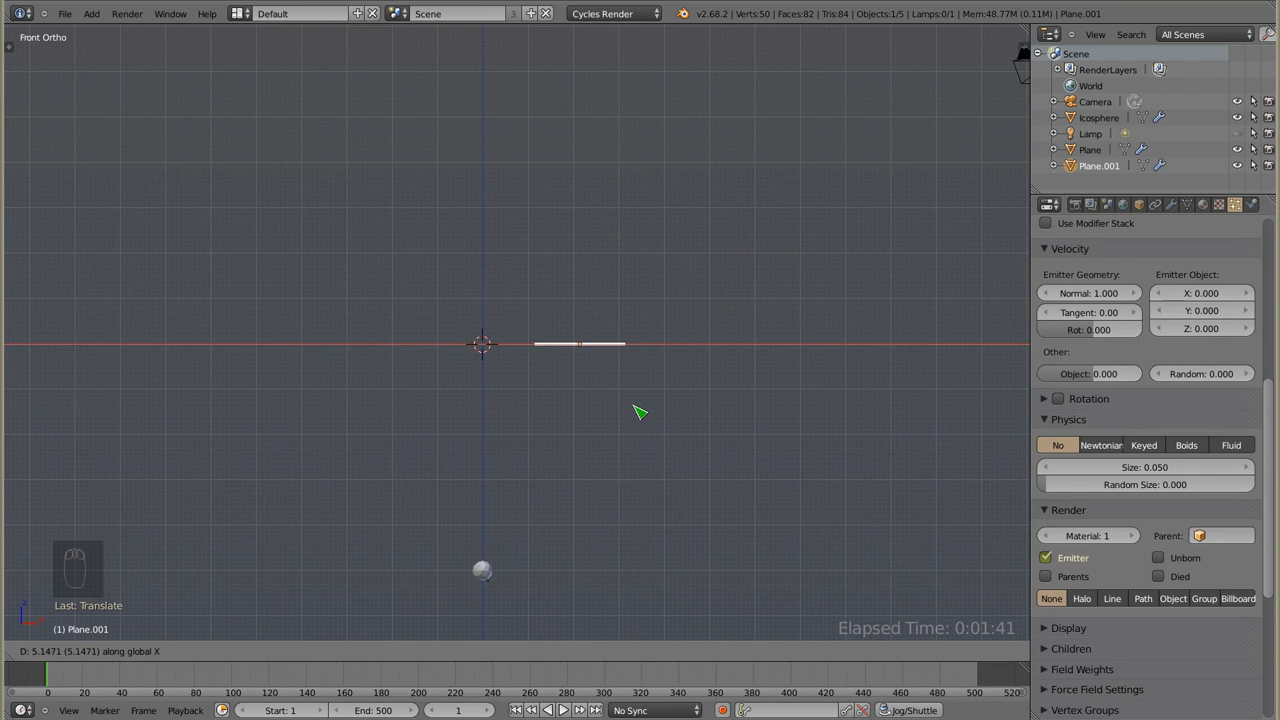 File Add Render Window Help Default Scene 3 Cycles Render v2.68.2 | Verts:50 | Faces:82 | Tris:84 | Objects:1/5 | Lamps:0/1 | Mem:48.77M (0.11M) | Plane.001
Front Ortho
View Search All Scenes
Scene
RenderLayers
World
Camera
Icosphere
Lamp
Plane
Plane.001
Use Modifier Stack
Velocity
Emitter Geometry: Emitter Object:
Normal: 1.000 X: 0.000
Tangent: 0.00 Y: 0.000
Rot: 0.000 Z: 0.000
Other:
Object: 0.000 Random: 0.000
Rotation
Physics
No Newtonian Keyed Boids Fluid
Size: 0.050
Random Size: 0.000
Render
Material: 1 Parent:
Emitter Unborn
Parents Died
None Halo Line Path Object Group Billboard
Display
Children
Field Weights
Force Field Settings
Vertex Groups
Last: Translate
(1) Plane.001
Elapsed Time: 0:01:41
D: 5.1471 (5.1471) along global X
0 20 40 60 80 100 120 140 160 180 200 220 240 260 280 300 320 340 360 380 400 420 440 460 480 500 520
View Marker Frame Playback Start: 1 End: 500 1 No Sync Jog/Shuttle